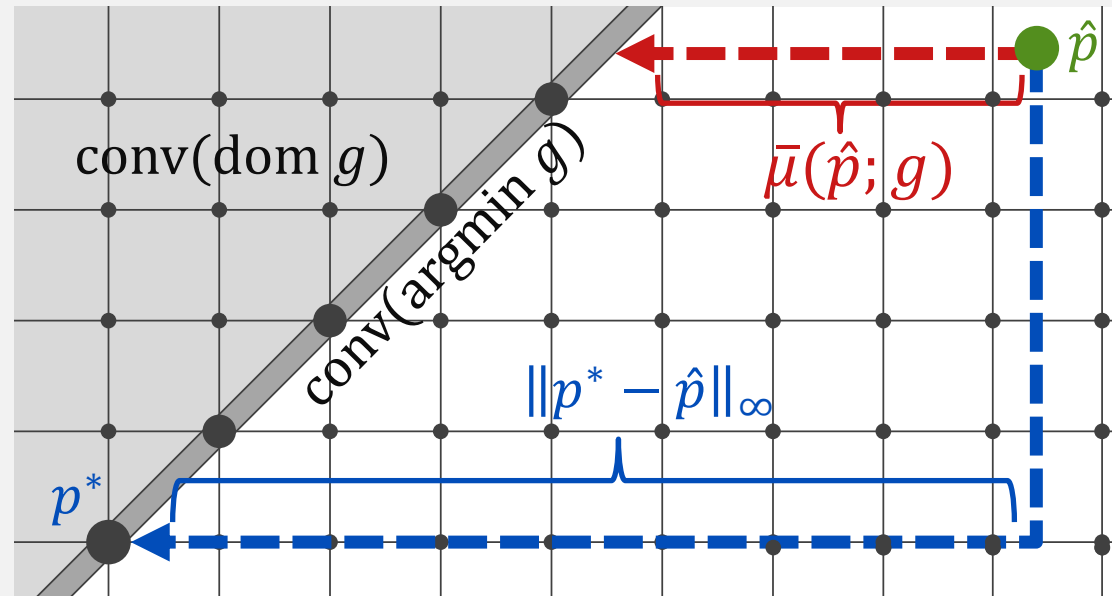 p̂
conv(dom g)
μ̄(p̂; g)
conv(argmin g)
‖p* − p̂‖∞
p*